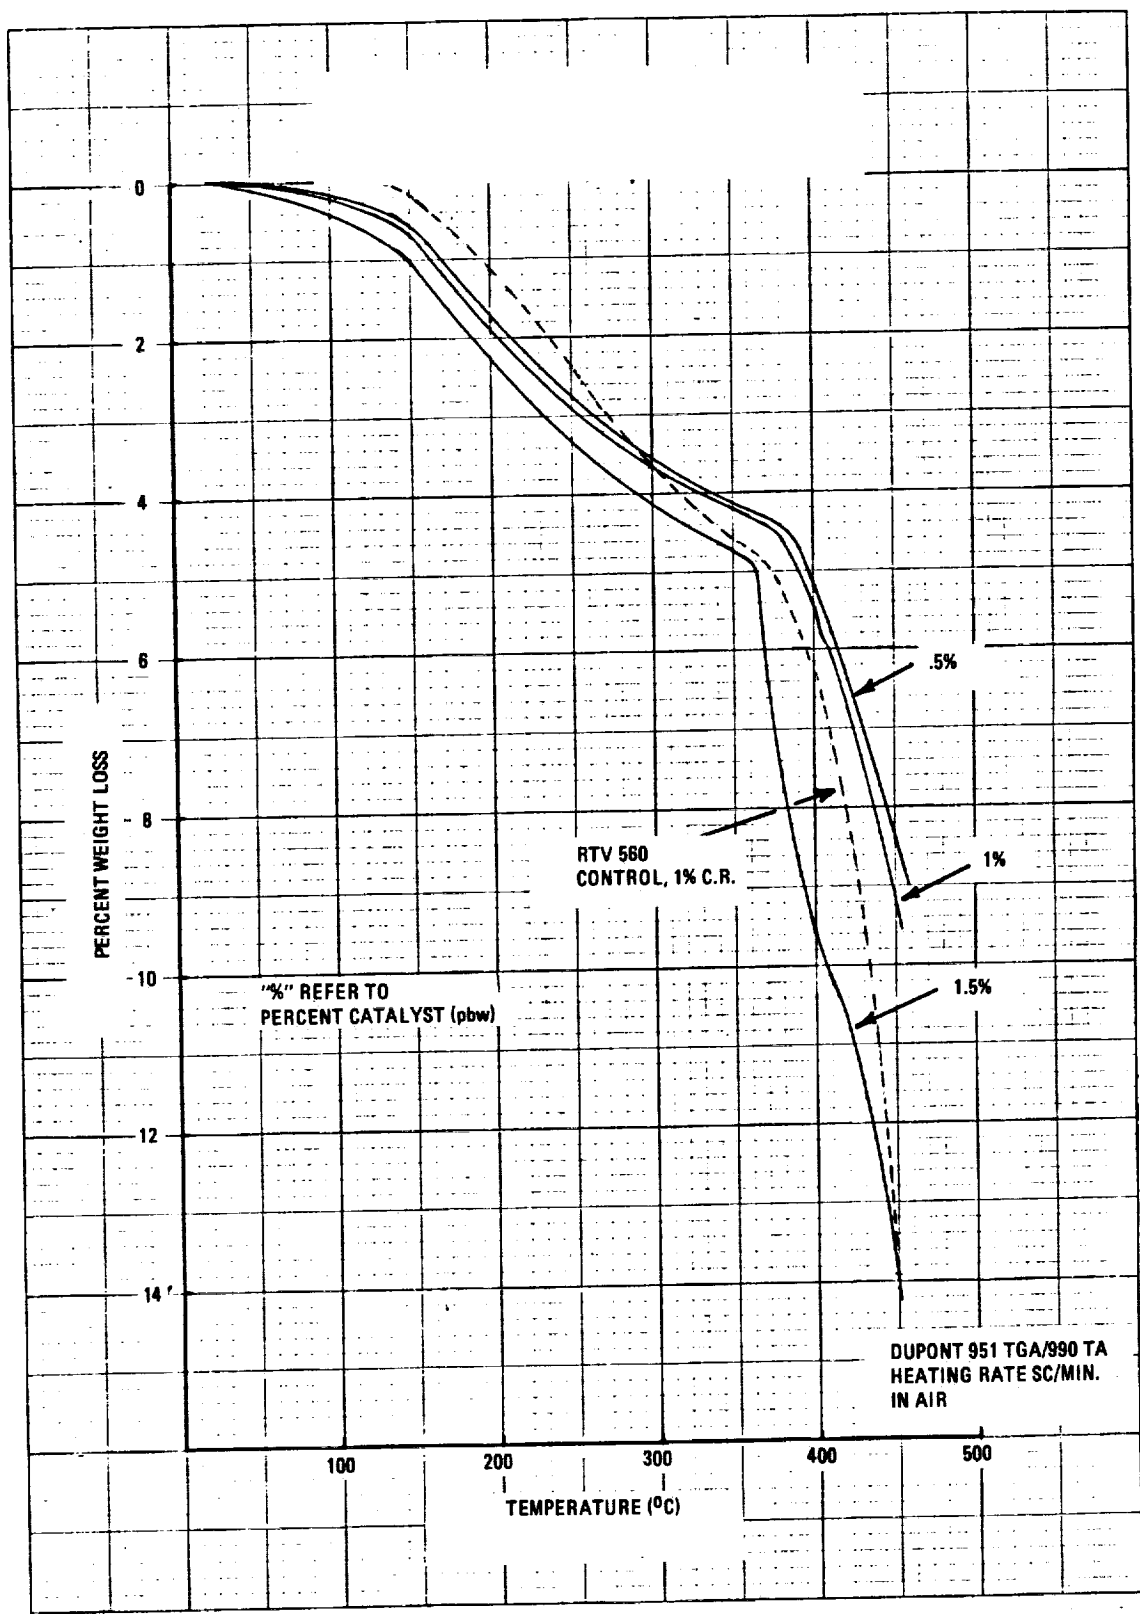 0
2
4
6
8
10
12
14
PERCENT WEIGHT LOSS
.5%
RTV 560
CONTROL, 1% C.R.
1%
"%" REFER TO
PERCENT CATALYST (pbw)
1.5%
DUPONT 951 TGA/990 TA
HEATING RATE SC/MIN.
IN AIR
100 200 300 400 500
TEMPERATURE (⁰C)